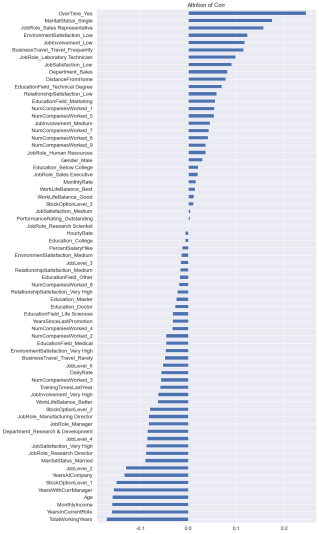 Attrition of Corr
OverTime_Yes
MaritalStatus_Single
JobRole_Sales Representative
EnvironmentSatisfaction_Low
JobInvolvement_Low
BusinessTravel_Travel_Frequently
JobRole_Laboratory Technician
JobSatisfaction_Low
Department_Sales
DistanceFromHome
EducationField_Technical Degree
RelationshipSatisfaction_Low
EducationField_Marketing
NumCompaniesWorked_1
NumCompaniesWorked_5
JobInvolvement_Medium
NumCompaniesWorked_7
NumCompaniesWorked_6
NumCompaniesWorked_9
JobRole_Human Resources
Gender_Male
Education_Below College
JobRole_Sales Executive
MonthlyRate
WorkLifeBalance_Best
WorkLifeBalance_Good
StockOptionLevel_3
JobSatisfaction_Medium
PerformanceRating_Outstanding
JobRole_Research Scientist
HourlyRate
Education_College
PercentSalaryHike
EnvironmentSatisfaction_Medium
JobLevel_3
RelationshipSatisfaction_Medium
EducationField_Other
NumCompaniesWorked_8
RelationshipSatisfaction_Very High
Education_Master
Education_Doctor
EducationField_Life Sciences
YearsSinceLastPromotion
NumCompaniesWorked_4
NumCompaniesWorked_2
EducationField_Medical
EnvironmentSatisfaction_Very High
BusinessTravel_Travel_Rarely
JobLevel_5
DailyRate
NumCompaniesWorked_3
TrainingTimesLastYear
JobInvolvement_Very High
WorkLifeBalance_Better
StockOptionLevel_2
JobRole_Manufacturing Director
JobRole_Manager
Department_Research & Development
JobLevel_4
JobSatisfaction_Very High
JobRole_Research Director
MaritalStatus_Married
JobLevel_2
YearsAtCompany
StockOptionLevel_1
YearsWithCurrManager
Age
MonthlyIncome
YearsInCurrentRole
TotalWorkingYears
-0.1 0.0 0.1 0.2